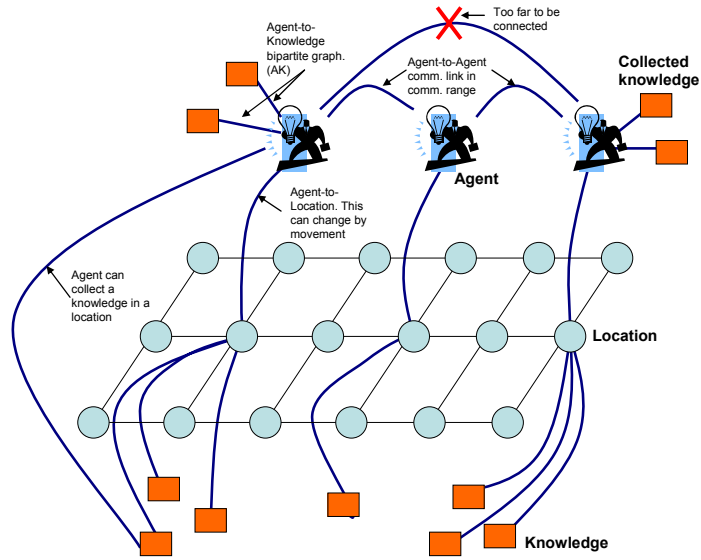 Too far to be
connected
Agent-to-
Knowledge
bipartite graph.
(AK)
Agent-to-Agent
comm. link in
comm. range
Collected
knowledge
Agent
Agent-to-
Location. This
can change by
movement
Agent can
collect a
knowledge in a
location
Location
Knowledge